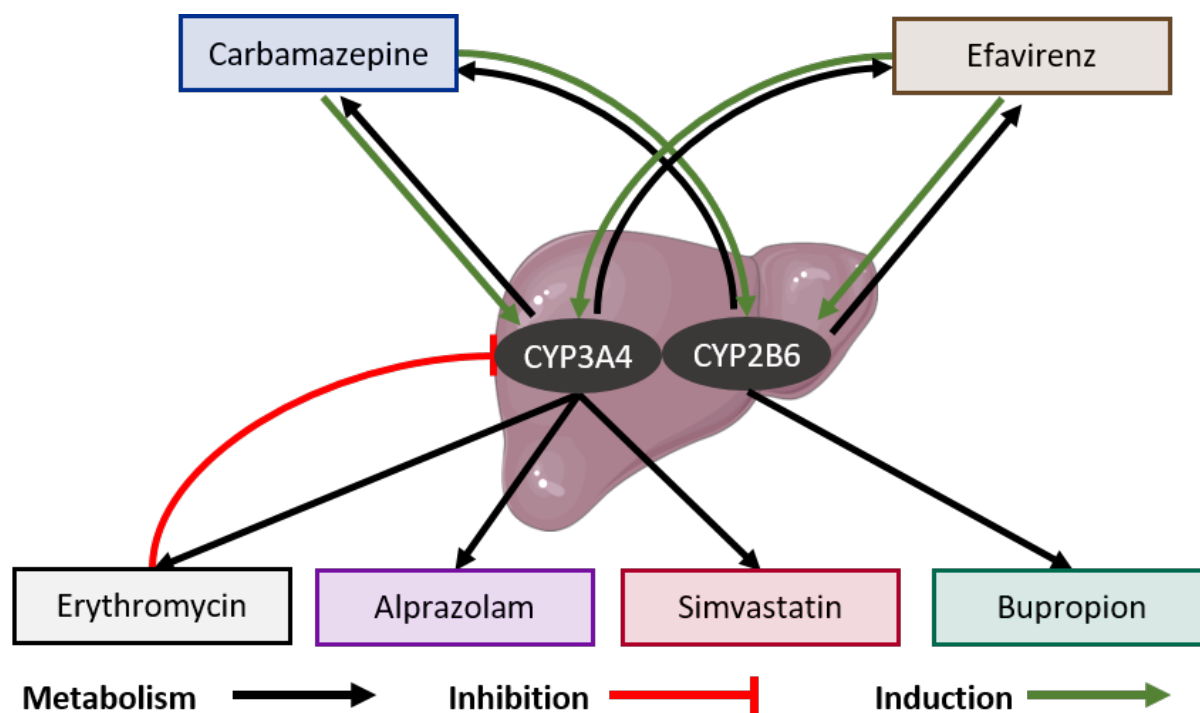 Carbamazepine
Efavirenz
CYP3A4
CYP2B6
Erythromycin
Alprazolam
Simvastatin
Bupropion
Metabolism
Inhibition
Induction